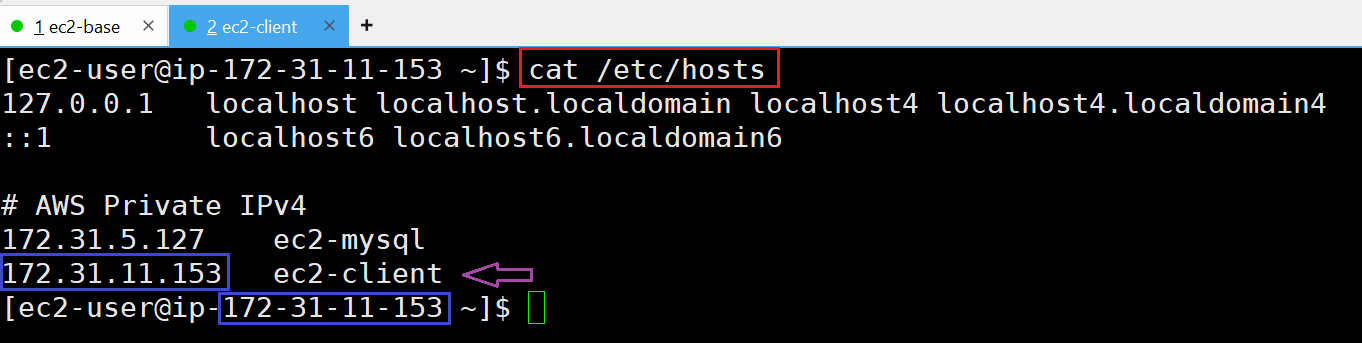 1 ec2-base × 2 ec2-client × +
[ec2-user@ip-172-31-11-153 ~]$ cat /etc/hosts
127.0.0.1   localhost localhost.localdomain localhost4 localhost4.localdomain4
::1         localhost6 localhost6.localdomain6
# AWS Private IPv4
172.31.5.127    ec2-mysql
172.31.11.153   ec2-client
[ec2-user@ip-172-31-11-153 ~]$